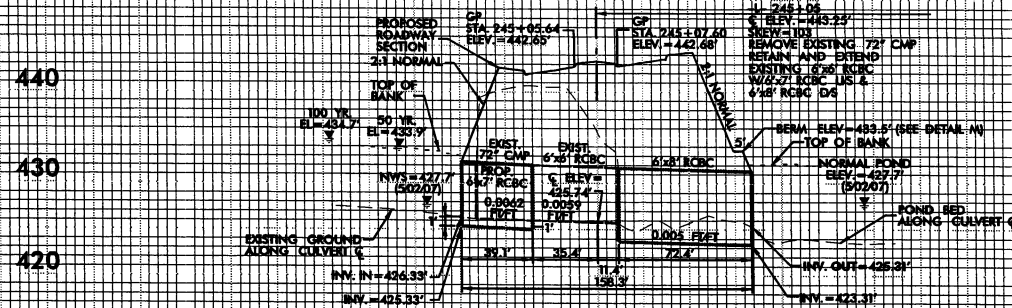 440
430
420
PROPOSED
ROADWAY
SECTION
2:1 NORMAL
GP
STA. 245+05.64
ELEV.=442.65'
GP
STA. 245+07.60
ELEV.=442.68'
-L- 245+05
℄ ELEV.=443.25'
SKEW=103
REMOVE EXISTING 72" CMP
RETAIN AND EXTEND
EXISTING 6'x6' RCBC
W/6'x7' RCBC U/S &
6'x8' RCBC D/S
TOP OF
BANK
100 YR.
EL=434.7'
50 YR.
EL=433.9'
2:1 NORMAL
5'
BERM ELEV=433.5' (SEE DETAIL M)
TOP OF BANK
NORMAL POND
ELEV.=427.7'
(5/02/07)
NWS=427.7'
(5/02/07)
EXIST.
72" CMP
EXIST.
6'x6' RCBC
6'x8' RCBC
PROP.
6'x7' RCBC
0.0062
FT/FT
℄ ELEV=
425.74'
0.0059
FT/FT
0.005 FT/FT
1'
1'
POND BED
ALONG CULVERT ℄
EXISTING GROUND
ALONG CULVERT ℄
39.1'
35.4'
11.4'
72.4'
158.3'
INV. IN=426.33'
INV.=425.33'
INV. OUT=425.31'
INV.=423.31'